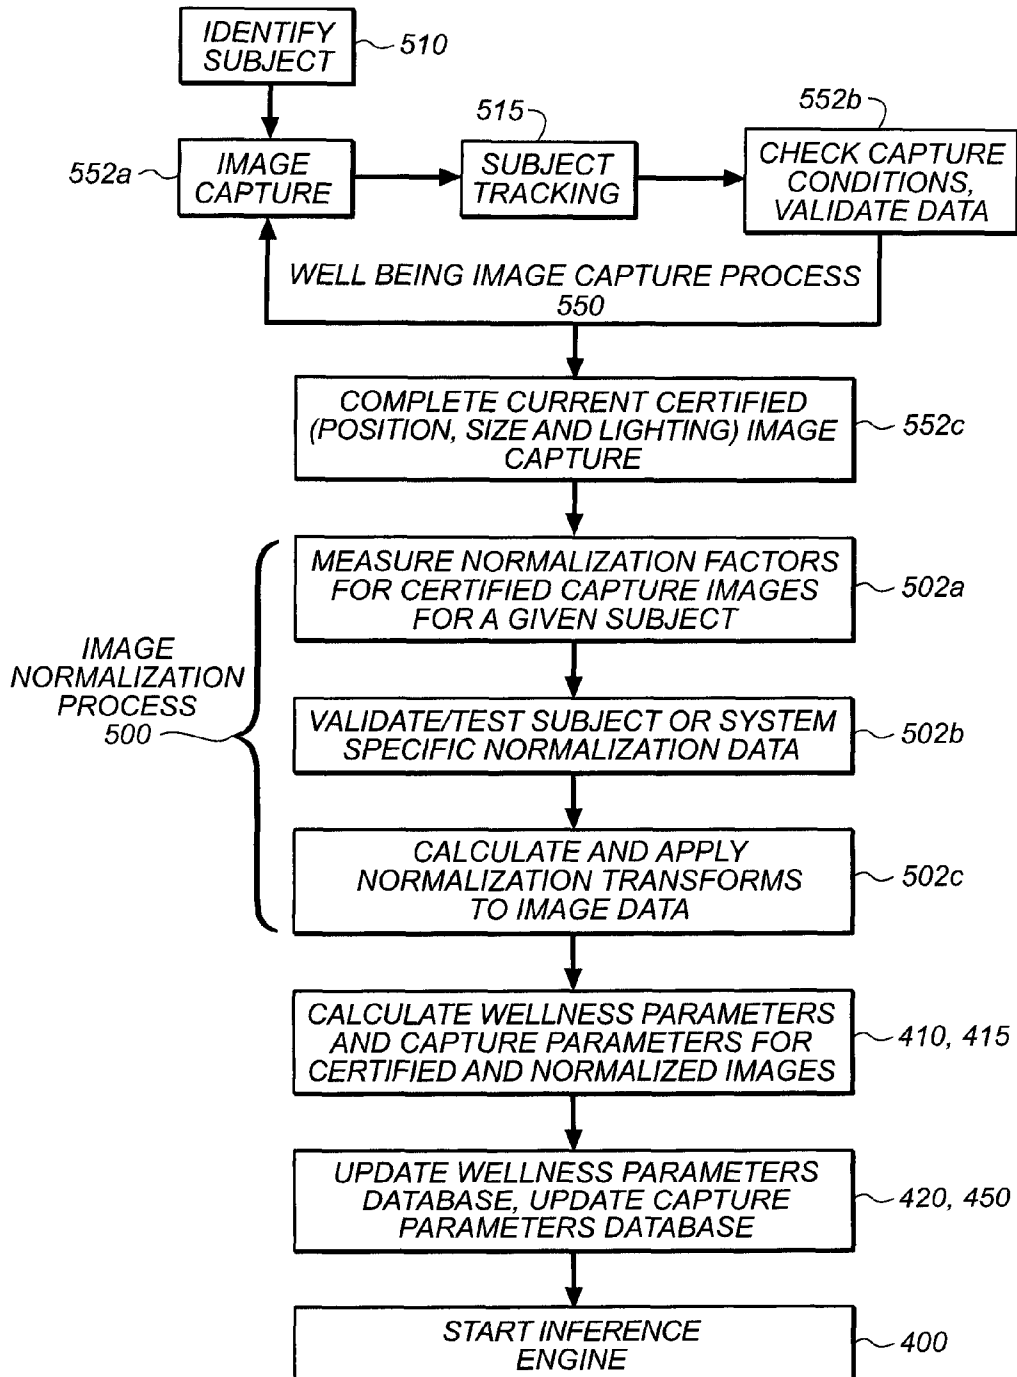 IDENTIFY
SUBJECT
510
552a
IMAGE
CAPTURE
515
SUBJECT
TRACKING
552b
CHECK CAPTURE
CONDITIONS,
VALIDATE DATA
WELL BEING IMAGE CAPTURE PROCESS
550
COMPLETE CURRENT CERTIFIED
(POSITION, SIZE AND LIGHTING) IMAGE
CAPTURE
552c
IMAGE
NORMALIZATION
PROCESS
500
MEASURE NORMALIZATION FACTORS
FOR CERTIFIED CAPTURE IMAGES
FOR A GIVEN SUBJECT
502a
VALIDATE/TEST SUBJECT OR SYSTEM
SPECIFIC NORMALIZATION DATA
502b
CALCULATE AND APPLY
NORMALIZATION TRANSFORMS
TO IMAGE DATA
502c
CALCULATE WELLNESS PARAMETERS
AND CAPTURE PARAMETERS FOR
CERTIFIED AND NORMALIZED IMAGES
410, 415
UPDATE WELLNESS PARAMETERS
DATABASE, UPDATE CAPTURE
PARAMETERS DATABASE
420, 450
START INFERENCE
ENGINE
400